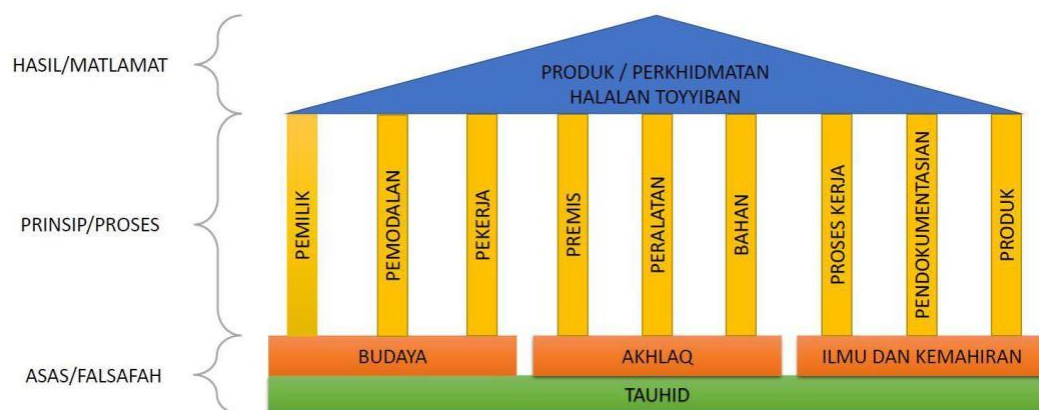 HASIL/MATLAMAT
PRODUK / PERKHIDMATAN
HALALAN TOYYIBAN
PRINSIP/PROSES
PEMILIK
PEMODALAN
PEKERJA
PREMIS
PERALATAN
BAHAN
PROSES KERJA
PENDOKUMENTASIAN
PRODUK
ASAS/FALSAFAH
BUDAYA
AKHLAQ
ILMU DAN KEMAHIRAN
TAUHID